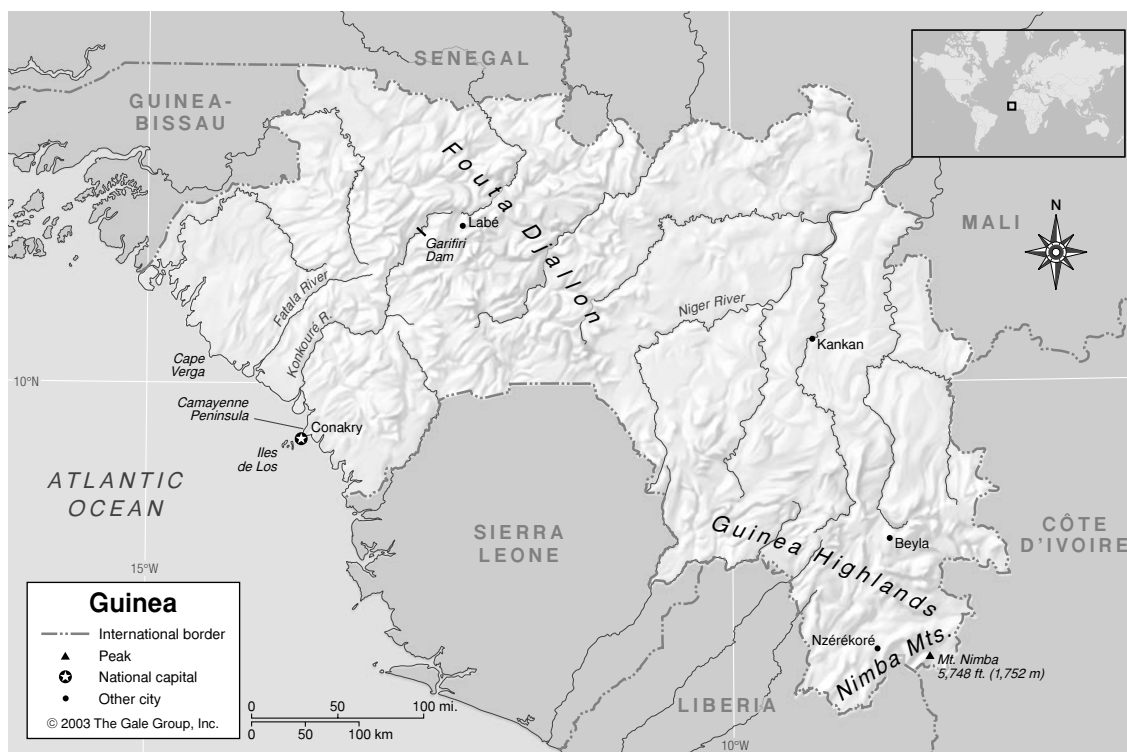 SENEGAL
GUINEA-
BISSAU
MALI
N
Fouta Djallon
Labé
Garifiri
Dam
Fatala River
Konkouré R.
Niger River
Kankan
Cape
Verga
10°N
Camayenne
Peninsula
Conakry
Iles
de Los
ATLANTIC
OCEAN
SIERRA
LEONE
Guinea Highlands
Beyla
CÔTE
D'IVOIRE
15°W
Nzérékoré
Nimba Mts.
Mt. Nimba
5,748 ft. (1,752 m)
LIBERIA
10°W
Guinea
International border
Peak
National capital
Other city
© 2003 The Gale Group, Inc.
0 50 100 mi.
0 50 100 km